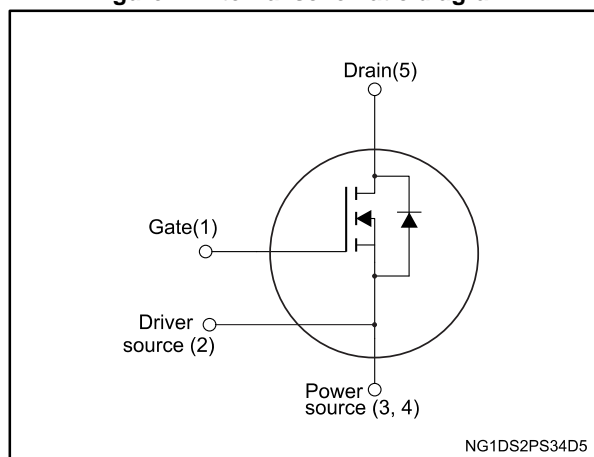 Drain(5)
Gate(1)
Driver
source (2)
Power
source (3, 4)
NG1DS2PS34D5